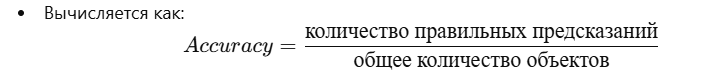 • Вычисляется как:
Accuracy = количество правильных предсказаний / общее количество объектов